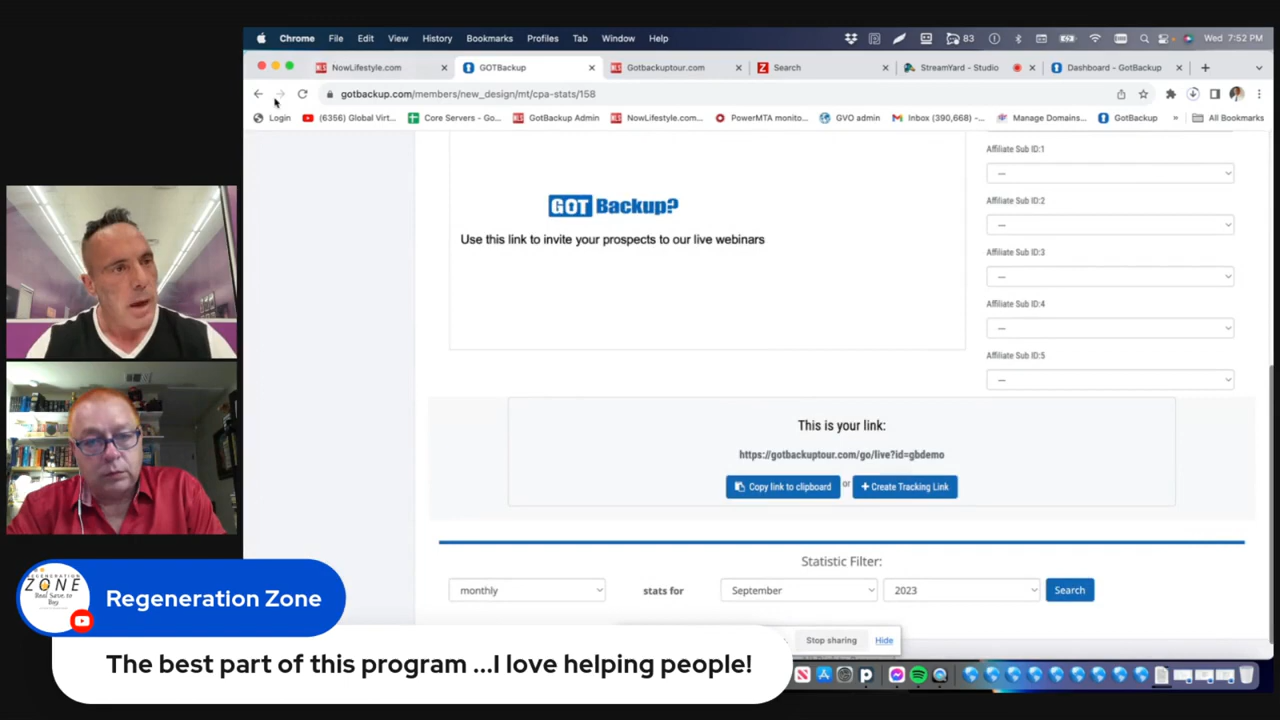 Chrome File Edit View History Bookmarks Profiles Tab Window Help 83 Wed 7:52 PM
NowLifestyle.com GOTBackup Gotbackuptour.com Search StreamYard - Studio Dashboard - GotBackup
gotbackup.com/members/new_design/mt/cpa-stats/158
Login (6356) Global Virt... Core Servers - Go... GotBackup Admin NowLifestyle.com... PowerMTA monito... GVO admin Inbox (390,668) -... Manage Domains... GotBackup » All Bookmarks
Affiliate Sub ID:1
---
GOT Backup?
Affiliate Sub ID:2
---
Use this link to invite your prospects to our live webinars
Affiliate Sub ID:3
---
Affiliate Sub ID:4
---
Affiliate Sub ID:5
---
This is your link:
https://gotbackuptour.com/go/live?id=gbdemo
Copy link to clipboard or + Create Tracking Link
Statistic Filter:
monthly stats for September 2023 Search
Stop sharing Hide
REGENERATION
ZONE
Regeneration Zone
The best part of this program ...I love helping people!